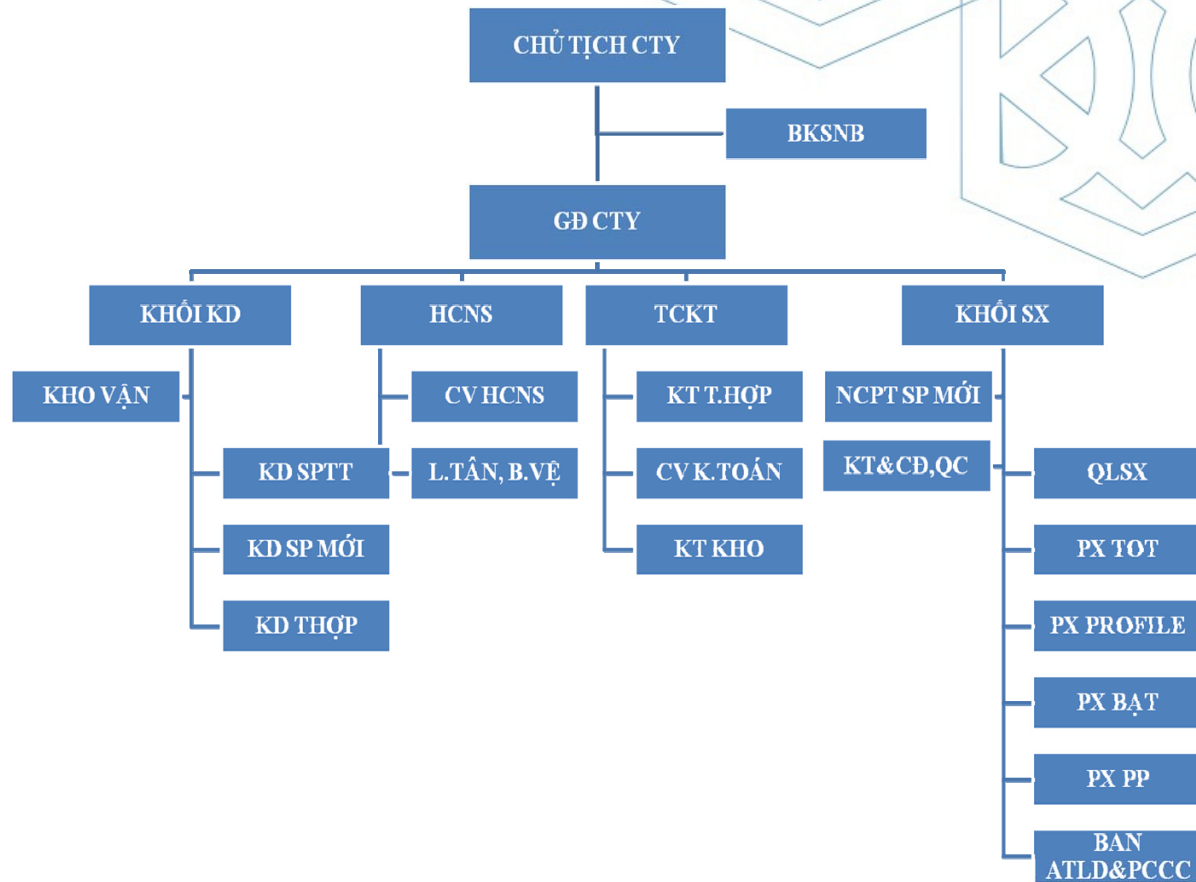 CHỦ TỊCH CTY
BKSNB
GĐ CTY
KHỐI KD
HCNS
TCKT
KHỐI SX
KHO VẬN
CV HCNS
KT T.HỢP
NCPT SP MỚI
KD SPTT
L.TÂN, B.VỆ
CV K.TOÁN
KT&CĐ,QC
QLSX
KD SP MỚI
KT KHO
PX TOT
KD THỢP
PX PROFILE
PX BẠT
PX PP
BAN
ATLD&PCCC